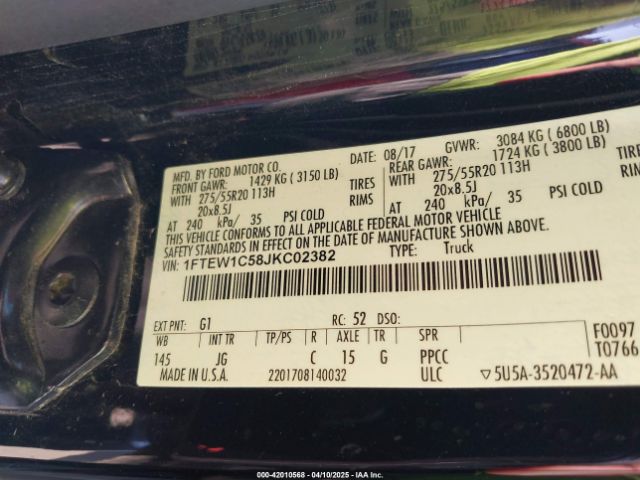 MFD. BY FORD MOTOR CO. DATE: 08/17 GVWR: 3084 KG ( 6800 LB)
FRONT GAWR: 1429 KG ( 3150 LB) REAR GAWR: 1724 KG ( 3800 LB)
WITH 275/55R20 113H TIRES WITH 275/55R20 113H TIRES
20x8.5J RIMS 20x8.5J RIMS
AT 240 kPa/ 35 PSI COLD AT 240 kPa/ 35 PSI COLD
THIS VEHICLE CONFORMS TO ALL APPLICABLE FEDERAL MOTOR VEHICLE
SAFETY STANDARDS IN EFFECT ON THE DATE OF MANUFACTURE SHOWN ABOVE.
VIN: 1FTEW1C58JKC02382 TYPE: Truck
EXT PNT: G1 RC: 52 DSO: F0097
WB INT TR TP/PS R AXLE TR SPR T0766
145 JG C 15 G PPCC
MADE IN U.S.A. 2201708140032 ULC ▽5U5A-3520472-AA
000-42010568 - 04/10/2025 - IAAI.COM